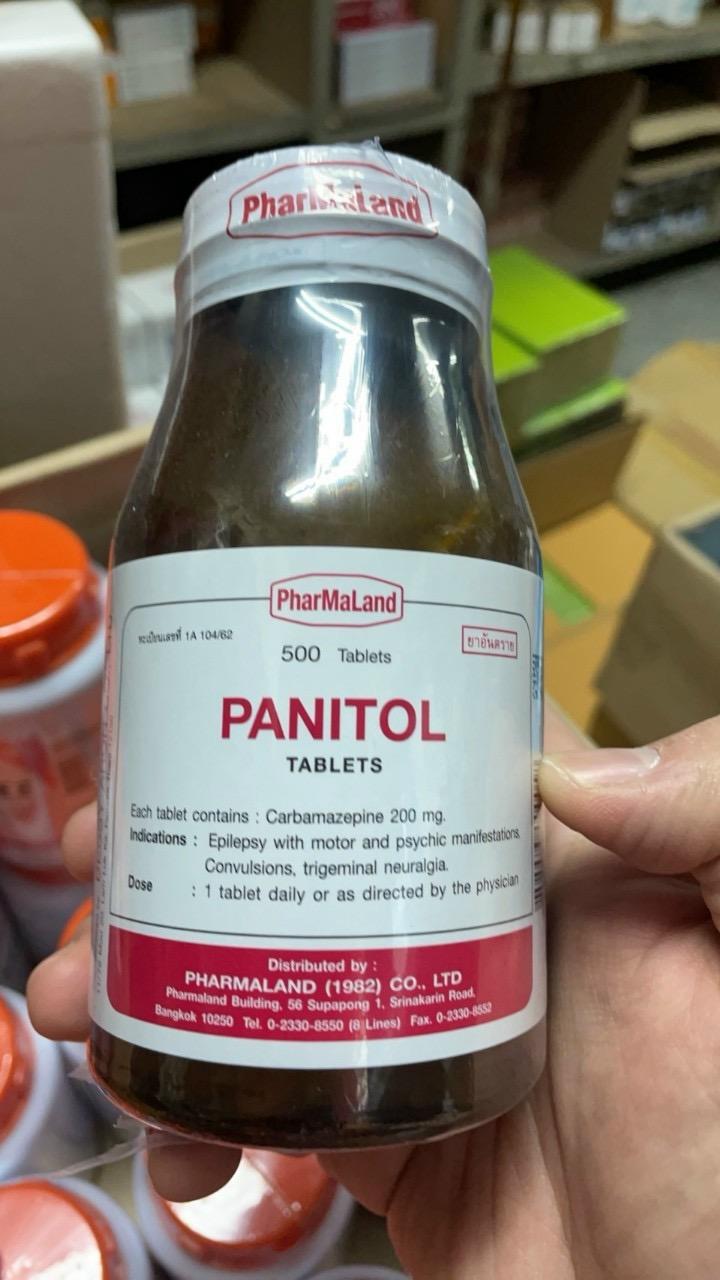 PharMaLand
PharMaLand
ทะเบียนเลขที่ 1A 104/62
ยาอันตราย
500 Tablets
PANITOL
TABLETS
Each tablet contains : Carbamazepine 200 mg.
Indications : Epilepsy with motor and psychic manifestations,
Convulsions, trigeminal neuralgia.
Dose : 1 tablet daily or as directed by the physician
Distributed by :
PHARMALAND (1982) CO., LTD
Pharmaland Building, 56 Supapong 1, Srinakarin Road,
Bangkok 10250 Tel. 0-2330-8550 (8 Lines) Fax. 0-2330-8552